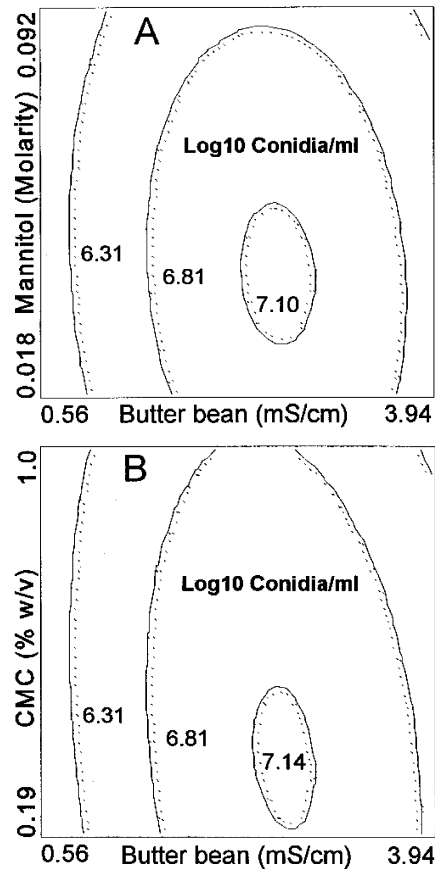 A
0.092
Mannitol (Molarity)
0.018
Log10 Conidia/ml
6.31
6.81
7.10
0.56 Butter bean (mS/cm) 3.94
B
1.0
CMC (% w/v)
0.19
Log10 Conidia/ml
6.31
6.81
7.14
0.56 Butter bean (mS/cm) 3.94